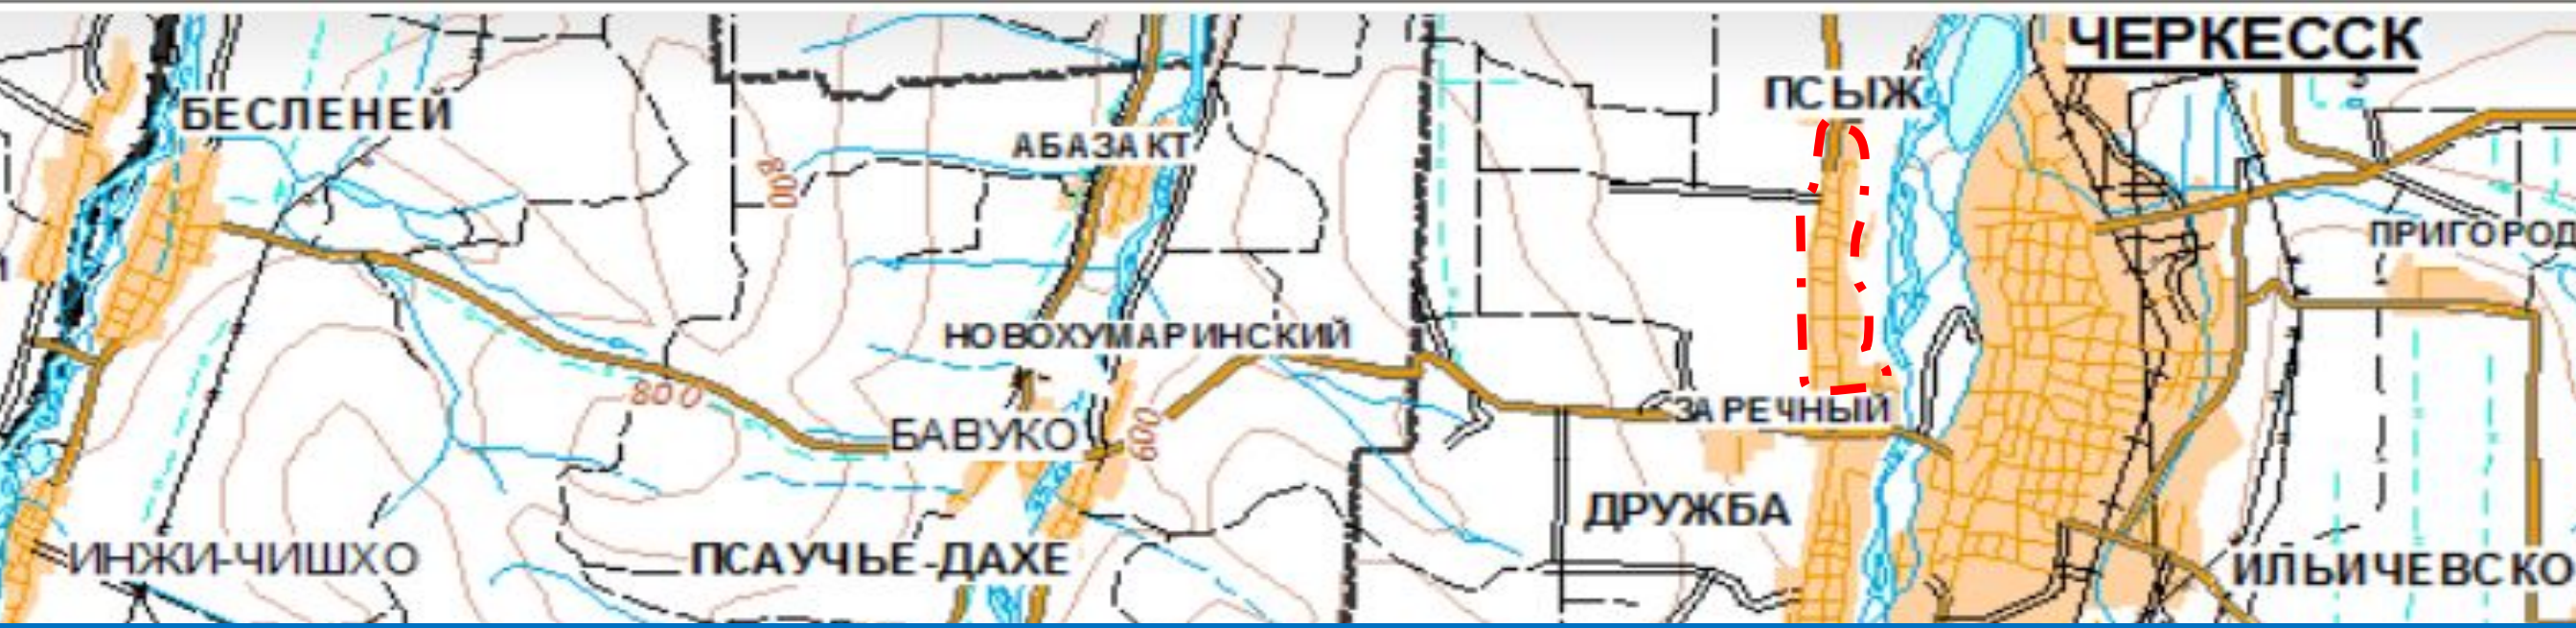 ЧЕРКЕССК
ПСЫЖ
БЕСЛЕНЕЙ
АБАЗАКТ
800
ПРИГОРОД
НОВОХУМАРИНСКИЙ
800
БАВУКО
600
ЗАРЕЧНЫЙ
ДРУЖБА
ИНЖИ-ЧИШХО
ПСАУЧЬЕ-ДАХЕ
ИЛЬИЧЕВСКО